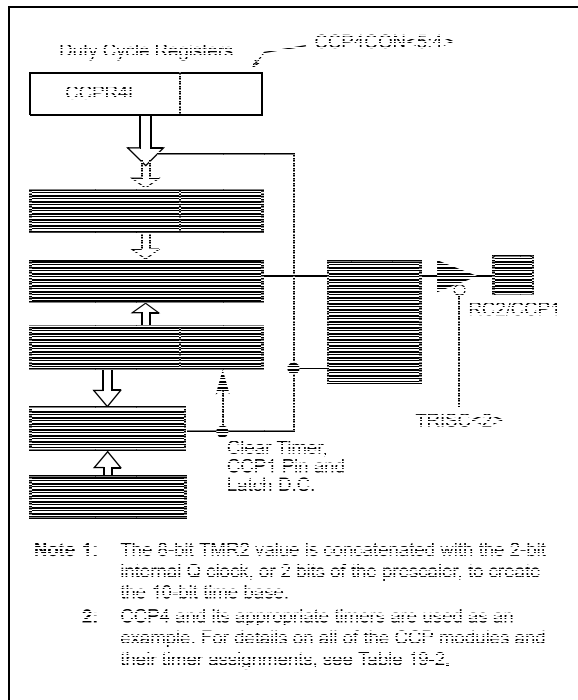 Duty Cycle Registers
CCP4CON<5:4>
CCPR4L
RC2/CCP1
TRISC<2>
Clear Timer,
CCP1 Pin and
Latch D.C.
Note 1: The 8-bit TMR2 value is concatenated with the 2-bit
internal Q clock, or 2 bits of the prescaler, to create
the 10-bit time base.
2: CCP4 and its appropriate timers are used as an
example. For details on all of the CCP modules and
their timer assignments, see Table 19-2.